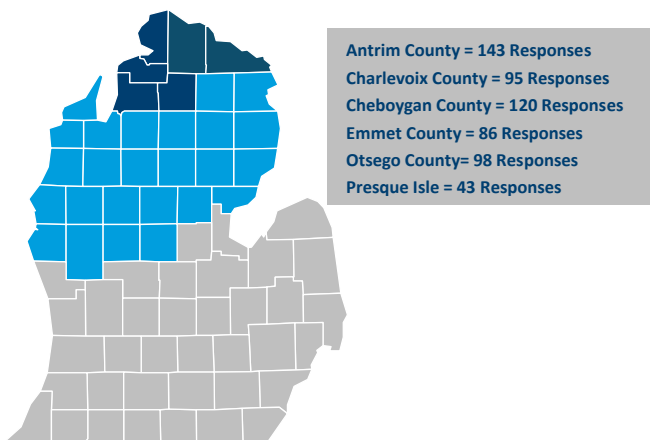 Antrim County = 143 Responses
Charlevoix County = 95 Responses
Cheboygan County = 120 Responses
Emmet County = 86 Responses
Otsego County= 98 Responses
Presque Isle = 43 Responses